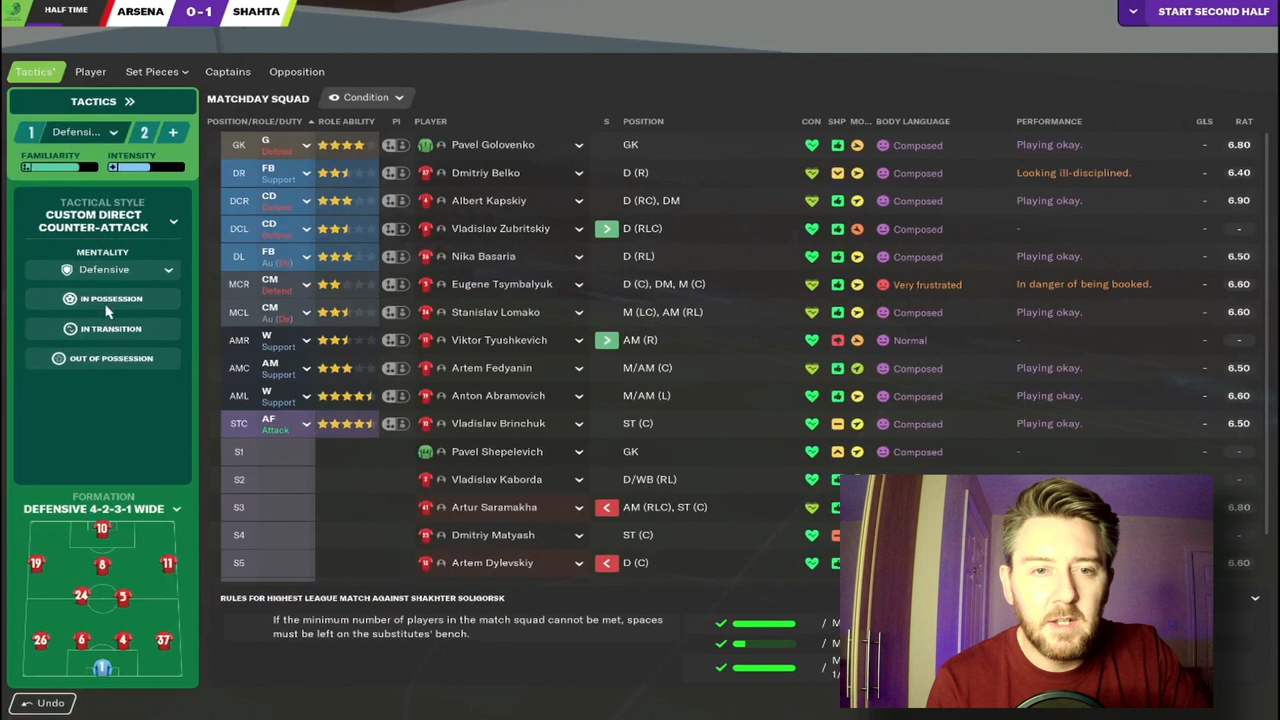 HALF TIME ARSENA 0-1 SHAHTA START SECOND HALF
Tactics* Player Set Pieces Captains Opposition
TACTICS
1 Defensi... 2 +
FAMILIARITY INTENSITY
TACTICAL STYLE
CUSTOM DIRECT
COUNTER-ATTACK
MENTALITY
Defensive
IN POSSESSION
IN TRANSITION
OUT OF POSSESSION
FORMATION
DEFENSIVE 4-2-3-1 WIDE
10
19 8 11
24 5
26 6 4 37
1
Undo
MATCHDAY SQUAD Condition
POSITION/ROLE/DUTY ROLE ABILITY PI PLAYER S POSITION CON SHP MO... BODY LANGUAGE PERFORMANCE GLS RAT
GK G Defend Pavel Golovenko GK Composed Playing okay. - 6.80
DR FB Support Dmitriy Belko D (R) Composed Looking ill-disciplined. - 6.40
DCR CD Defend Albert Kapskiy D (RC), DM Composed Playing okay. - 6.90
DCL CD Defend Vladislav Zubritskiy D (RLC) Composed - - -
DL FB Au (De) Nika Basaria D (RL) Composed Playing okay. - 6.50
MCR CM Defend Eugene Tsymbalyuk D (C), DM, M (C) Very frustrated In danger of being booked. - 6.60
MCL CM Au (De) Stanislav Lomako M (LC), AM (RL) Composed Playing okay. - 6.60
AMR W Support Viktor Tyushkevich AM (R) Normal - - -
AMC AM Support Artem Fedyanin M/AM (C) Composed Playing okay. - 6.50
AML W Support Anton Abramovich M/AM (L) Composed Playing okay. - 6.60
STC AF Attack Vladislav Brinchuk ST (C) Composed Playing okay. - 6.50
S1 Pavel Shepelevich GK Composed - - -
S2 Vladislav Kaborda D/WB (RL) -
S3 Artur Saramakha AM (RLC), ST (C) 6.80
S4 Dmitriy Matyash ST (C) -
S5 Artem Dylevskiy D (C) 6.60
RULES FOR HIGHEST LEAGUE MATCH AGAINST SHAKHTER SOLIGORSK
If the minimum number of players in the match squad cannot be met, spaces
must be left on the substitutes' bench.
/ M
/ M
/ M
1/